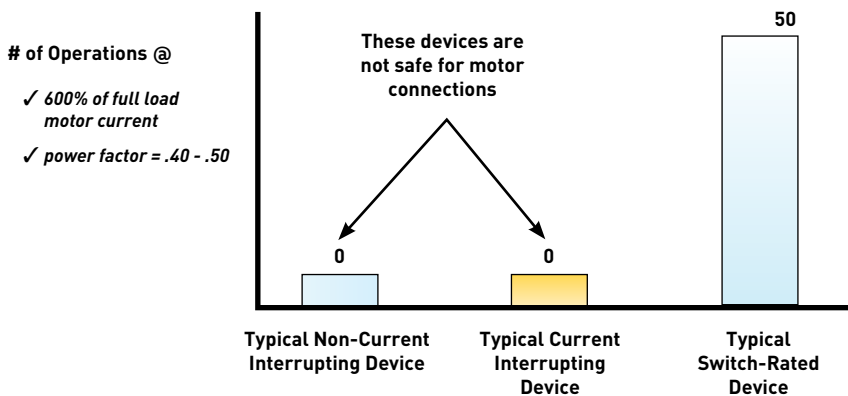 # of Operations @
✓ 600% of full load
motor current
✓ power factor = .40 - .50
These devices are
not safe for motor
connections
0
0
50
Typical Non-Current
Interrupting Device
Typical Current
Interrupting
Device
Typical
Switch-Rated
Device